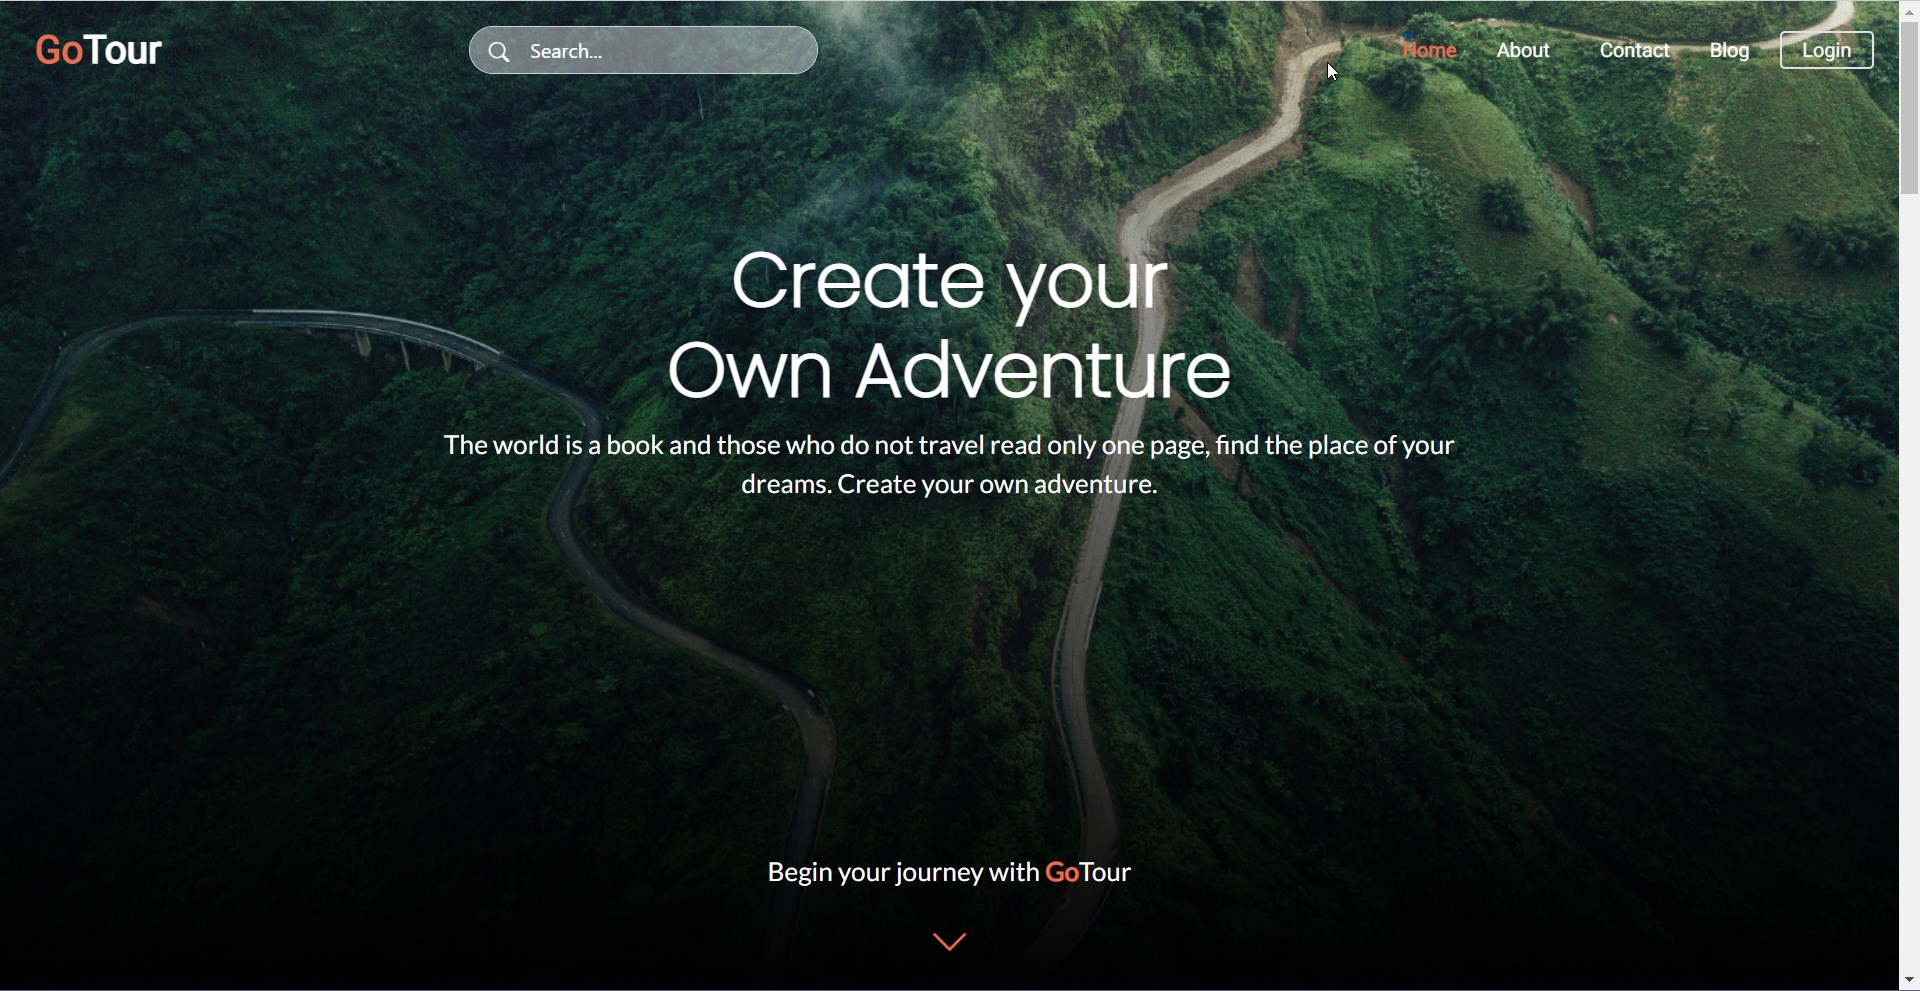 GoTour
Search...
Home
About
Contact
Blog
Login
Create your
Own Adventure
The world is a book and those who do not travel read only one page, find the place of your
dreams. Create your own adventure.
Begin your journey with GoTour